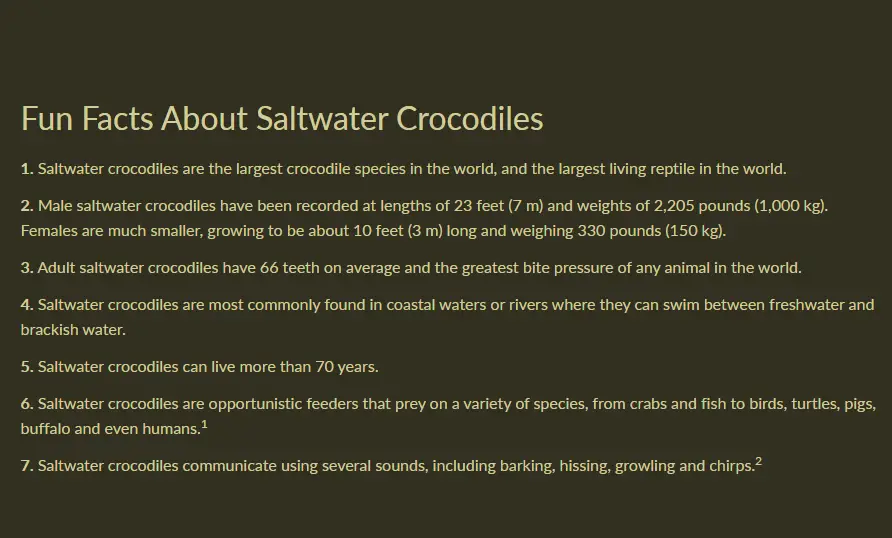 Fun Facts About Saltwater Crocodiles
1. Saltwater crocodiles are the largest crocodile species in the world, and the largest living reptile in the world.
2. Male saltwater crocodiles have been recorded at lengths of 23 feet (7 m) and weights of 2,205 pounds (1,000 kg).
Females are much smaller, growing to be about 10 feet (3 m) long and weighing 330 pounds (150 kg).
3. Adult saltwater crocodiles have 66 teeth on average and the greatest bite pressure of any animal in the world.
4. Saltwater crocodiles are most commonly found in coastal waters or rivers where they can swim between freshwater and
brackish water.
5. Saltwater crocodiles can live more than 70 years.
6. Saltwater crocodiles are opportunistic feeders that prey on a variety of species, from crabs and fish to birds, turtles, pigs,
buffalo and even humans.1
7. Saltwater crocodiles communicate using several sounds, including barking, hissing, growling and chirps.2